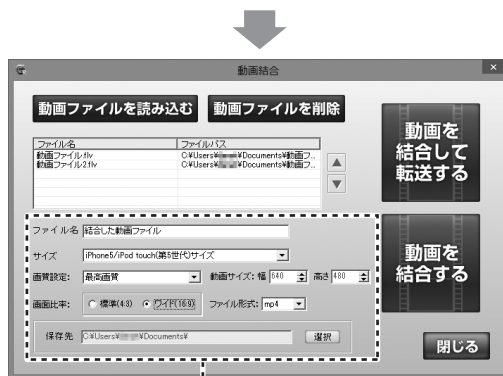 動画結合
動画ファイルを読み込む 動画ファイルを削除
ファイル名 ファイルパス
動画ファイル.flv C:¥Users¥ ¥Documents¥動画フ...
動画ファイル2.flv C:¥Users¥ ¥Documents¥動画フ...
動画を
結合して
転送する
ファイル名 結合した動画ファイル
サイズ iPhone5/iPod touch(第5世代)サイズ
画質設定: 最高画質 動画サイズ: 幅 640 高さ 480
画面比率: 標準(4:3) ワイド(16:9) ファイル形式: mp4
保存先 C:¥Users¥ ¥Documents¥ 選択
動画を
結合する
閉じる